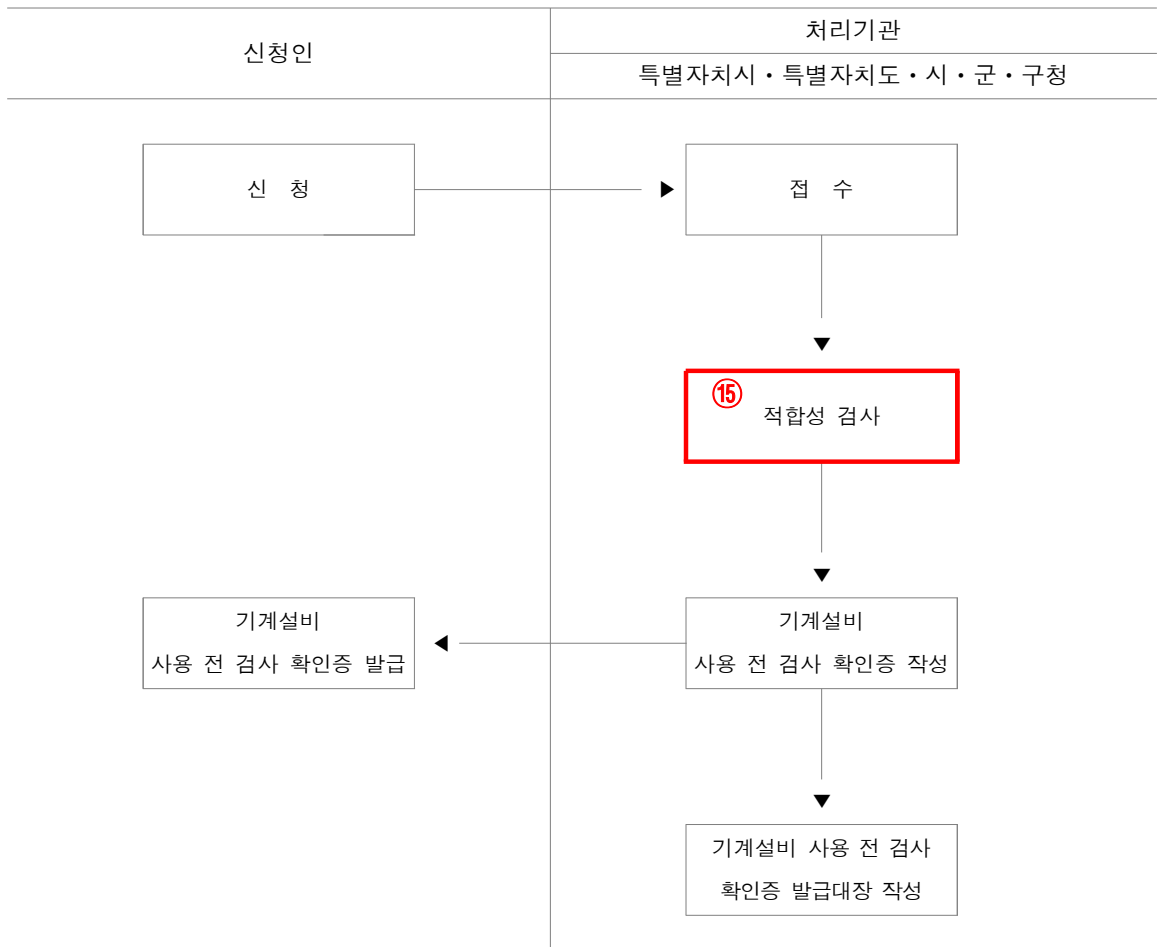 신청인
처리기관
특별자치시・특별자치도・시・군・구청
신 청
접 수
⑮
적합성 검사
기계설비
사용 전 검사 확인증 발급
기계설비
사용 전 검사 확인증 작성
기계설비 사용 전 검사
확인증 발급대장 작성